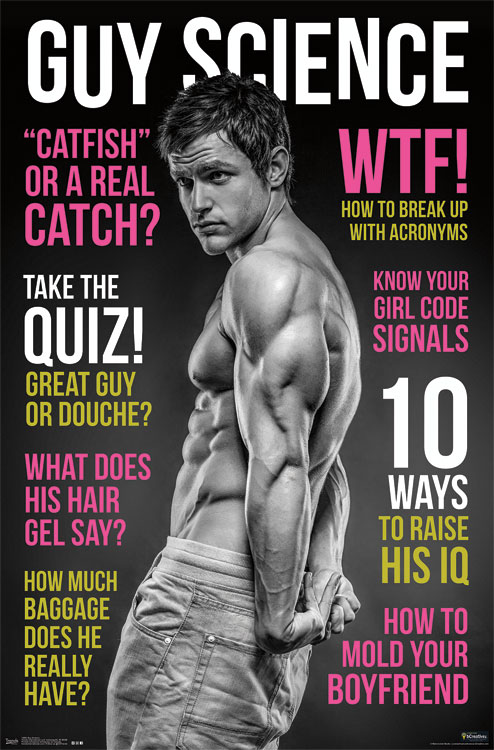 GUY SCIENCE
“CATFISH”
OR A REAL
CATCH?
TAKE THE
QUIZ!
GREAT GUY
OR DOUCHE?
WHAT DOES
HIS HAIR
GEL SAY?
HOW MUCH
BAGGAGE
DOES HE
REALLY
HAVE?
WTF!
HOW TO BREAK UP
WITH ACRONYMS
KNOW YOUR
GIRL CODE
SIGNALS
10
WAYS
TO RAISE
HIS IQ
HOW TO
MOLD YOUR
BOYFRIEND
bCreative